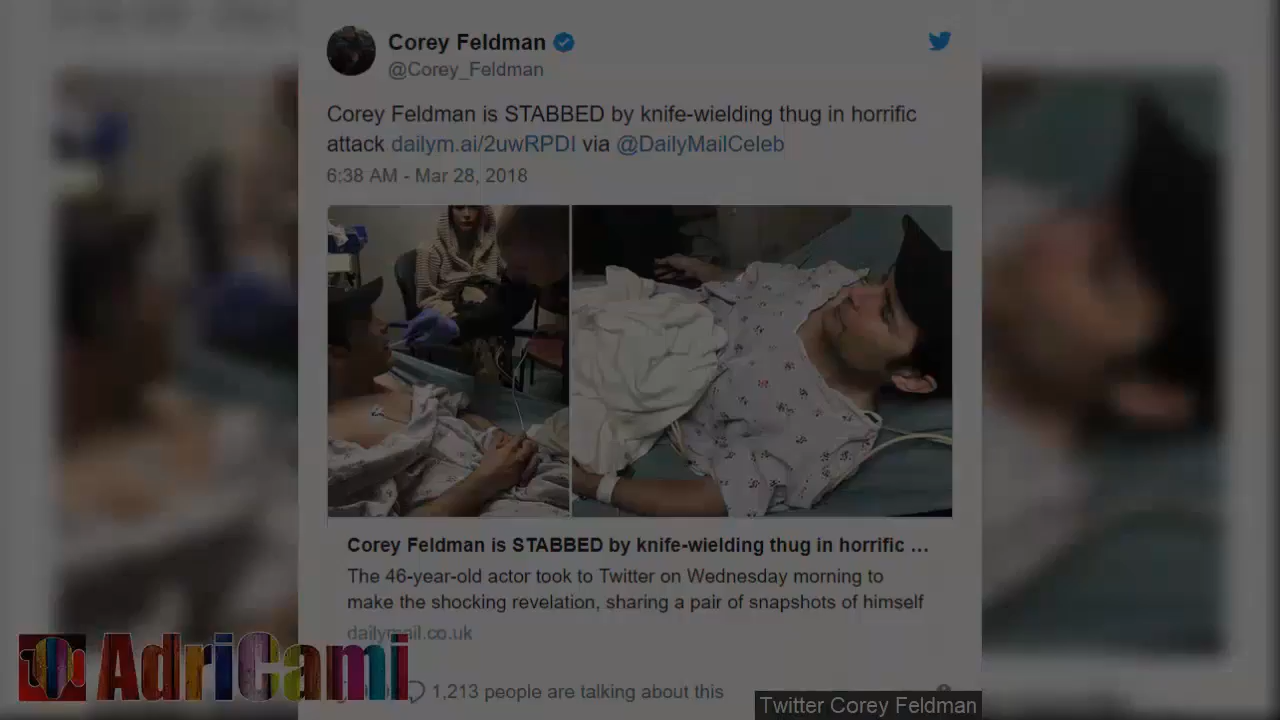 Corey Feldman
@Corey_Feldman
Corey Feldman is STABBED by knife-wielding thug in horrific
attack dailym.ai/2uwRPDI via @DailyMailCeleb
6:38 AM - Mar 28, 2018
Corey Feldman is STABBED by knife-wielding thug in horrific ...
The 46-year-old actor took to Twitter on Wednesday morning to
make the shocking revelation, sharing a pair of snapshots of himself
dailymail.co.uk
AdriCami
1,213 people are talking about this
Twitter Corey Feldman